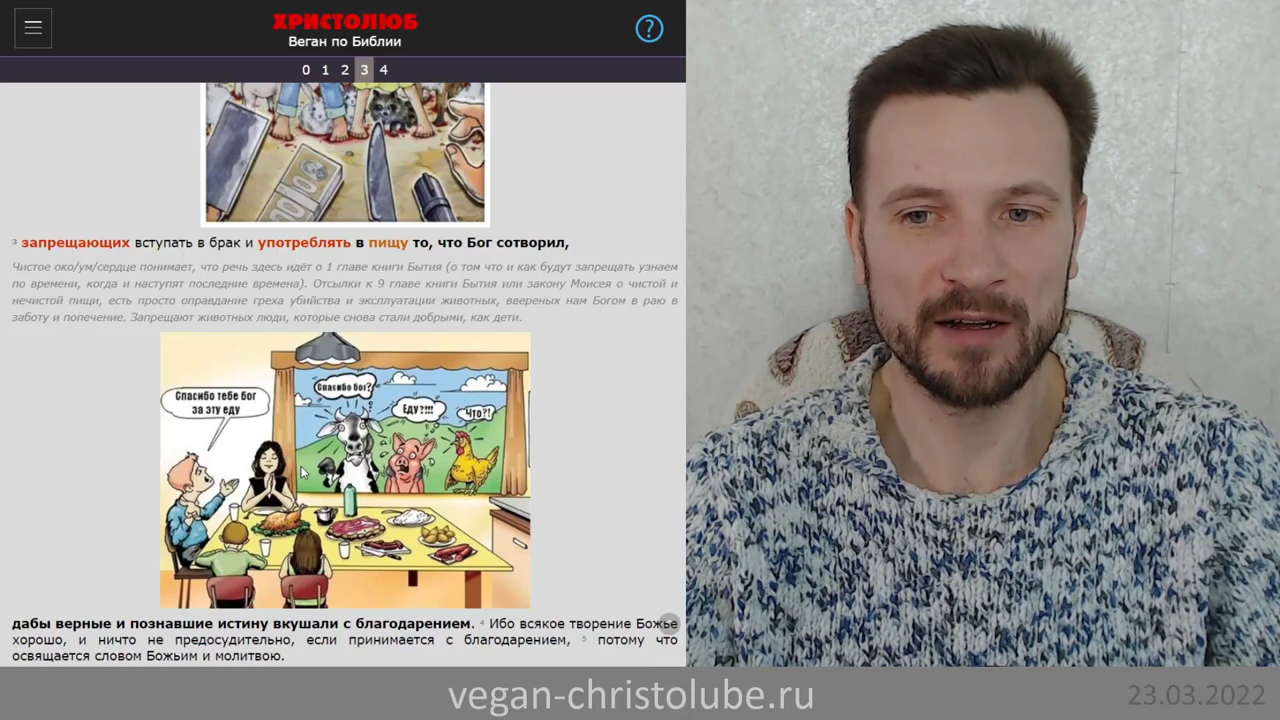 ХРИСТОЛЮБ
Веган по Библии
?
0 1 2 3 4
3 запрещающих вступать в брак и употреблять в пищу то, что Бог сотворил,
Чистое око/ум/сердце понимает, что речь здесь идёт о 1 главе книги Бытия (о том что и как будут запрещать узнаем
по времени, когда и наступят последние времена). Отсылки к 9 главе книги Бытия или закону Моисея о чистой и
нечистой пищи, есть просто оправдание греха убийства и эксплуатации животных, ввереных нам Богом в раю в
заботу и попечение. Запрещают животных люди, которые снова стали добрыми, как дети.
Спасибо тебе бог
за эту еду
Спасибо бог?
Еду?!!!
Что?!
дабы верные и познавшие истину вкушали с благодарением. 4 Ибо всякое творение Божье
хорошо, и ничто не предосудительно, если принимается с благодарением, 5 потому что
освящается словом Божьим и молитвою.
vegan-christolube.ru
23.03.2022